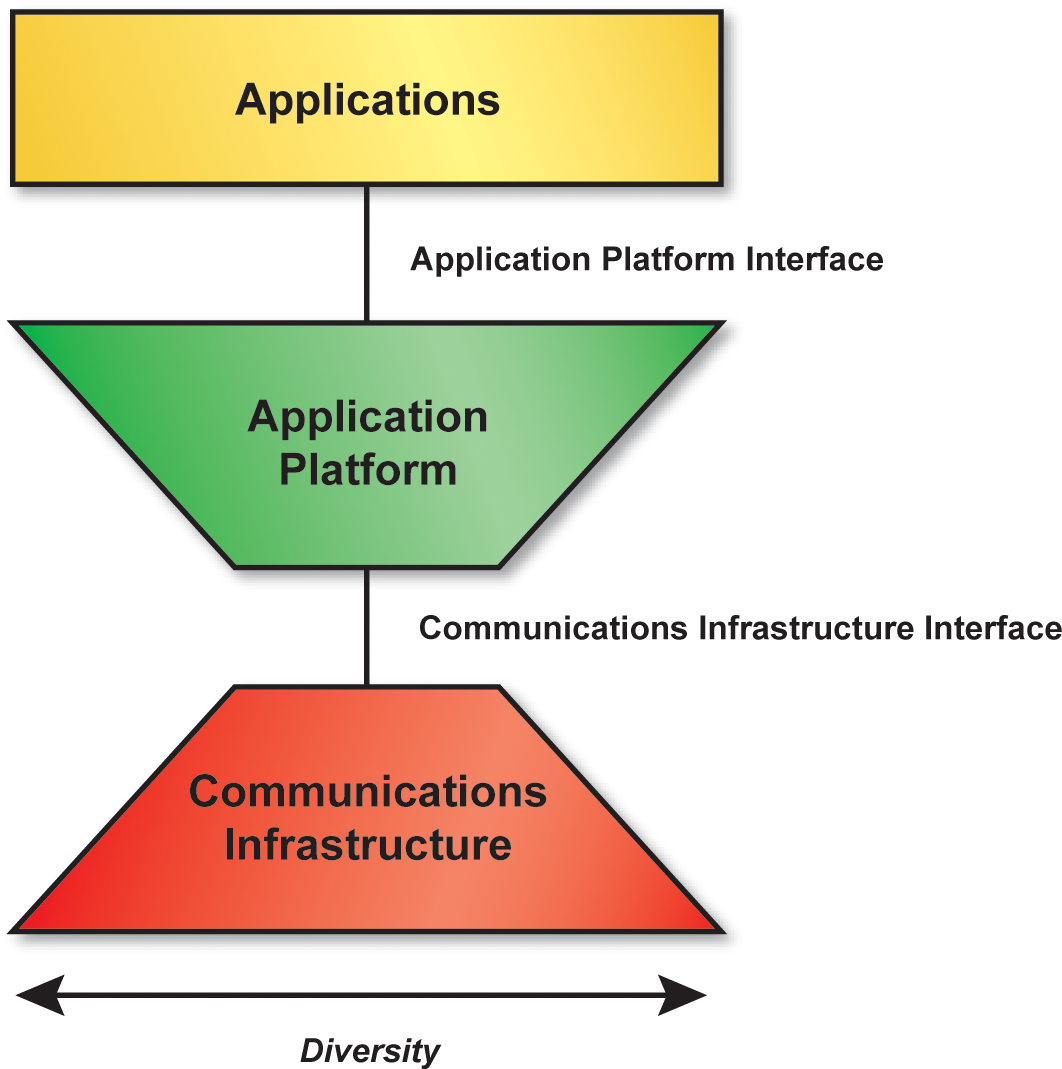 Applications
Application Platform Interface
Application
Platform
Communications Infrastructure Interface
Communications
Infrastructure
Diversity